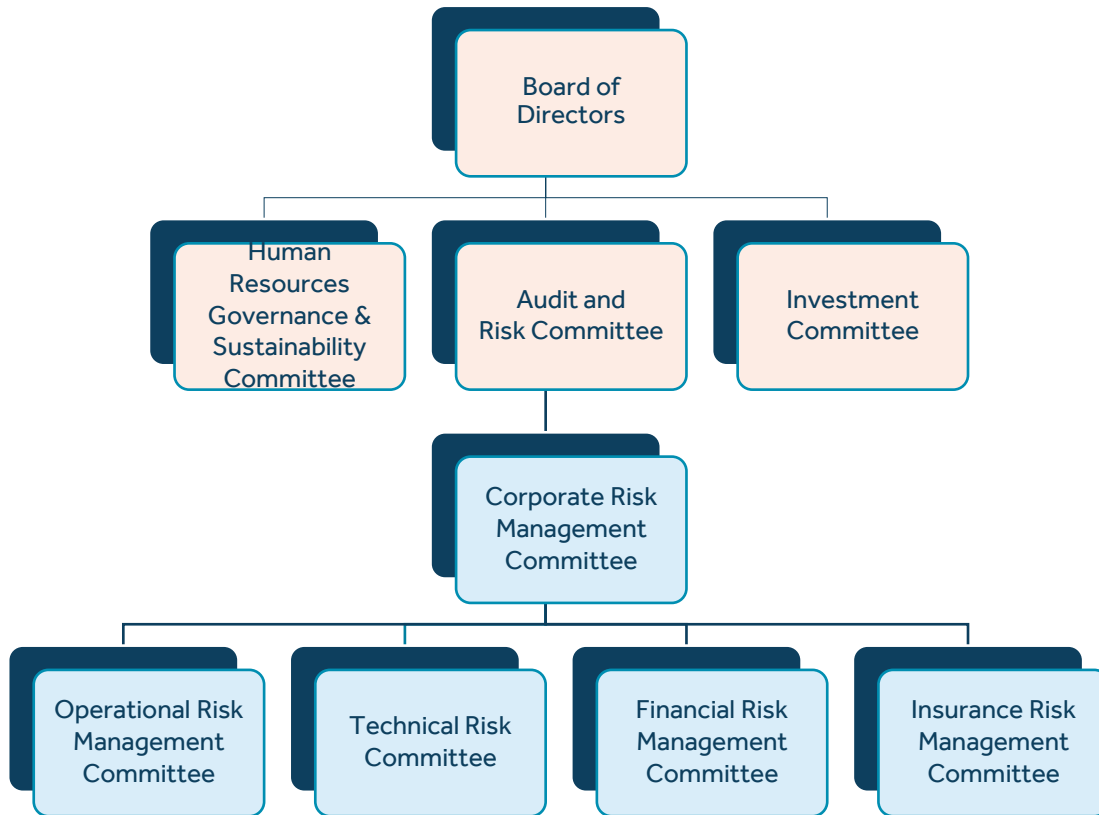 Board of
Directors
Human
Resources
Governance &
Sustainability
Committee
Audit and
Risk Committee
Investment
Committee
Corporate Risk
Management
Committee
Operational Risk
Management
Committee
Technical Risk
Committee
Financial Risk
Management
Committee
Insurance Risk
Management
Committee